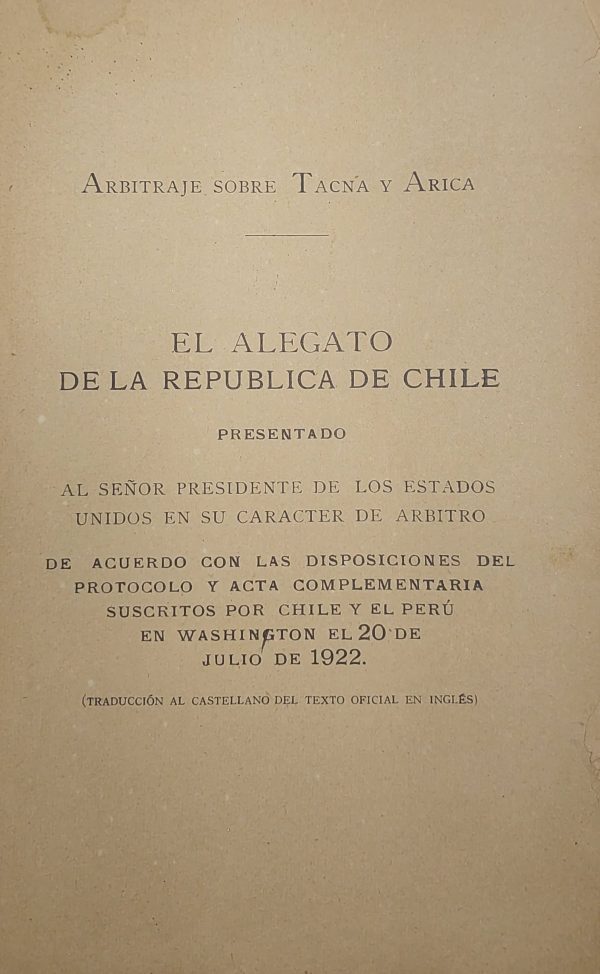 ARBITRAJE SOBRE TACNA Y ARICA
EL ALEGATO
DE LA REPUBLICA DE CHILE
PRESENTADO
AL SEÑOR PRESIDENTE DE LOS ESTADOS
UNIDOS EN SU CARACTER DE ARBITRO
DE ACUERDO CON LAS DISPOSICIONES DEL
PROTOCOLO Y ACTA COMPLEMENTARIA
SUSCRITOS POR CHILE Y EL PERÚ
EN WASHINGTON EL 20 DE
JULIO DE 1922.
(TRADUCCIÓN AL CASTELLANO DEL TEXTO OFICIAL EN INGLÉS)